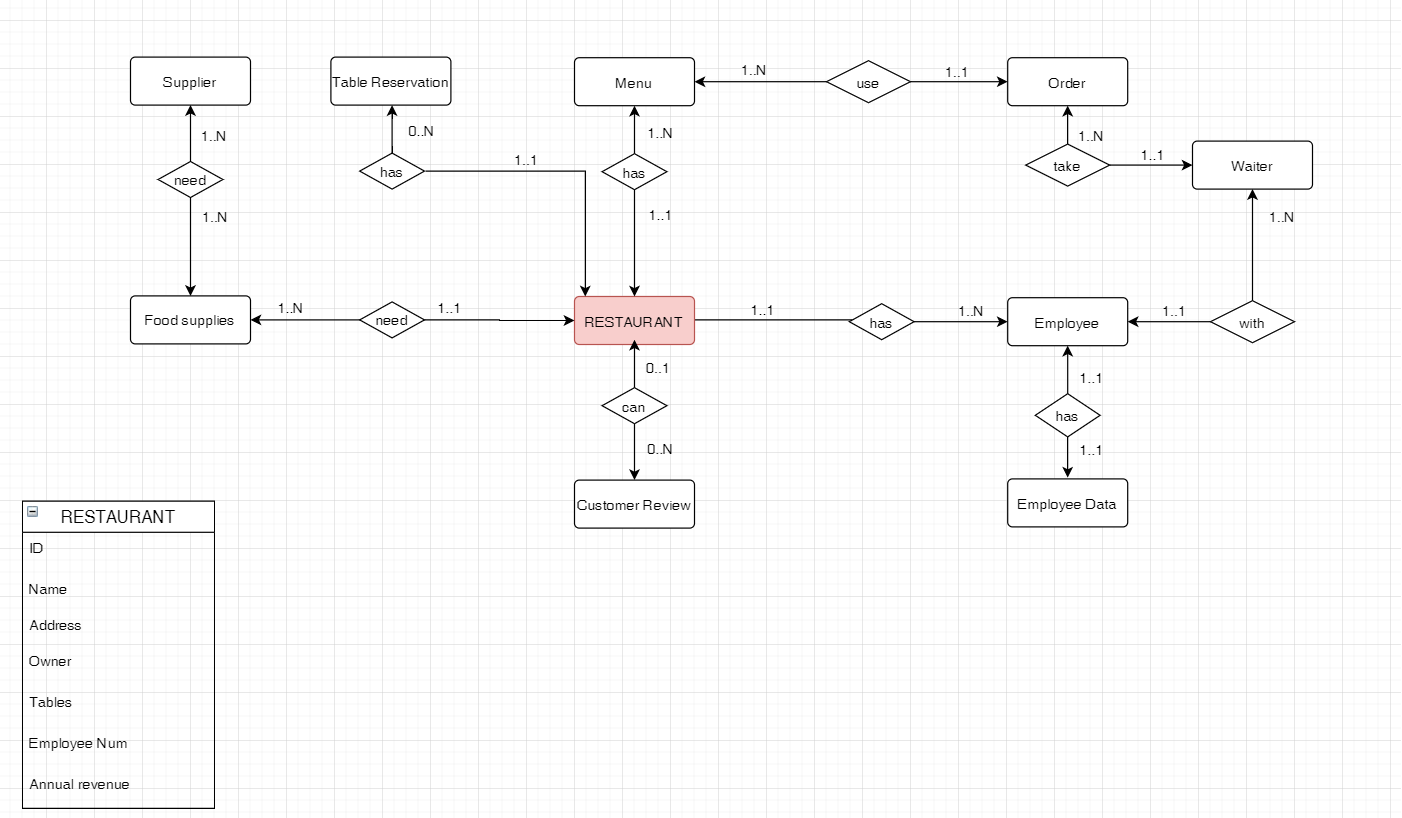 Supplier
Table Reservation
Menu
1..N
use
1..1
Order
1..N
0..N
1..N
1..N
need
has
1..1
has
take
1..1
Waiter
1..N
1..1
1..N
Food supplies
1..N
need
1..1
RESTAURANT
1..1
has
1..N
Employee
1..1
with
0..1
1..1
can
has
0..N
1..1
Customer Review
Employee Data
RESTAURANT
ID
Name
Address
Owner
Tables
Employee Num
Annual revenue